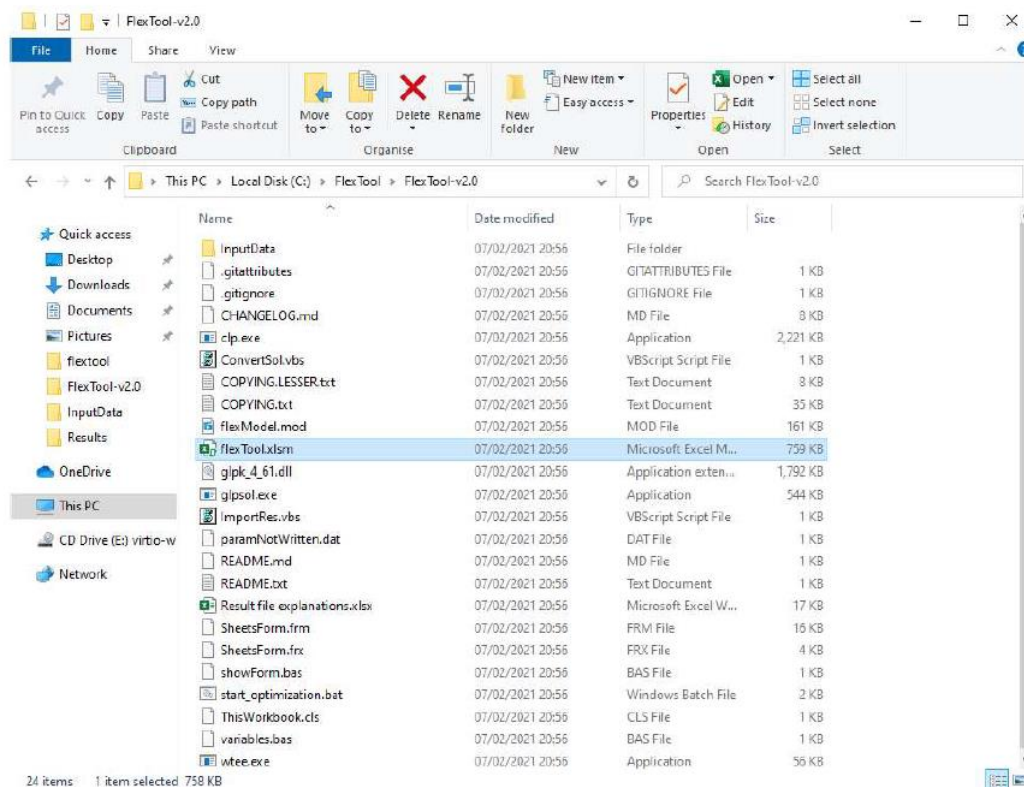 FlexTool-v2.0
File Home Share View
Pin to Quick access
Copy
Paste
Cut
Copy path
Paste shortcut
Clipboard
Move to
Copy to
Delete
Rename
Organise
New folder
New item
Easy access
New
Properties
Open
Edit
History
Open
Select all
Select none
Invert selection
Select
This PC > Local Disk (C:) > FlexTool > FlexTool-v2.0
Search FlexTool-v2.0
Quick access
Desktop
Downloads
Documents
Pictures
flextool
FlexTool-v2.0
InputData
Results
OneDrive
This PC
CD Drive (E:) virtio-w
Network
Name Date modified Type Size
InputData 07/02/2021 20:56 File folder
.gitattributes 07/02/2021 20:56 GITATTRIBUTES File 1 KB
.gitignore 07/02/2021 20:56 GITIGNORE File 1 KB
CHANGELOG.md 07/02/2021 20:56 MD File 8 KB
clp.exe 07/02/2021 20:56 Application 2,221 KB
ConvertSol.vbs 07/02/2021 20:56 VBScript Script File 1 KB
COPYING.LESSER.txt 07/02/2021 20:56 Text Document 8 KB
COPYING.txt 07/02/2021 20:56 Text Document 35 KB
flexModel.mod 07/02/2021 20:56 MOD File 161 KB
flexTool.xlsm 07/02/2021 20:56 Microsoft Excel M... 759 KB
glpk_4_61.dll 07/02/2021 20:56 Application exten... 1,792 KB
glpsol.exe 07/02/2021 20:56 Application 544 KB
ImportRes.vbs 07/02/2021 20:56 VBScript Script File 1 KB
paramNotWritten.dat 07/02/2021 20:56 DAT File 1 KB
README.md 07/02/2021 20:56 MD File 1 KB
README.txt 07/02/2021 20:56 Text Document 1 KB
Result file explanations.xlsx 07/02/2021 20:56 Microsoft Excel W... 17 KB
SheetsForm.frm 07/02/2021 20:56 FRM File 16 KB
SheetsForm.frx 07/02/2021 20:56 FRX File 4 KB
showForm.bas 07/02/2021 20:56 BAS File 1 KB
start_optimization.bat 07/02/2021 20:56 Windows Batch File 2 KB
ThisWorkbook.cls 07/02/2021 20:56 CLS File 1 KB
variables.bas 07/02/2021 20:56 BAS File 1 KB
wtee.exe 07/02/2021 20:56 Application 56 KB
24 items 1 item selected 758 KB